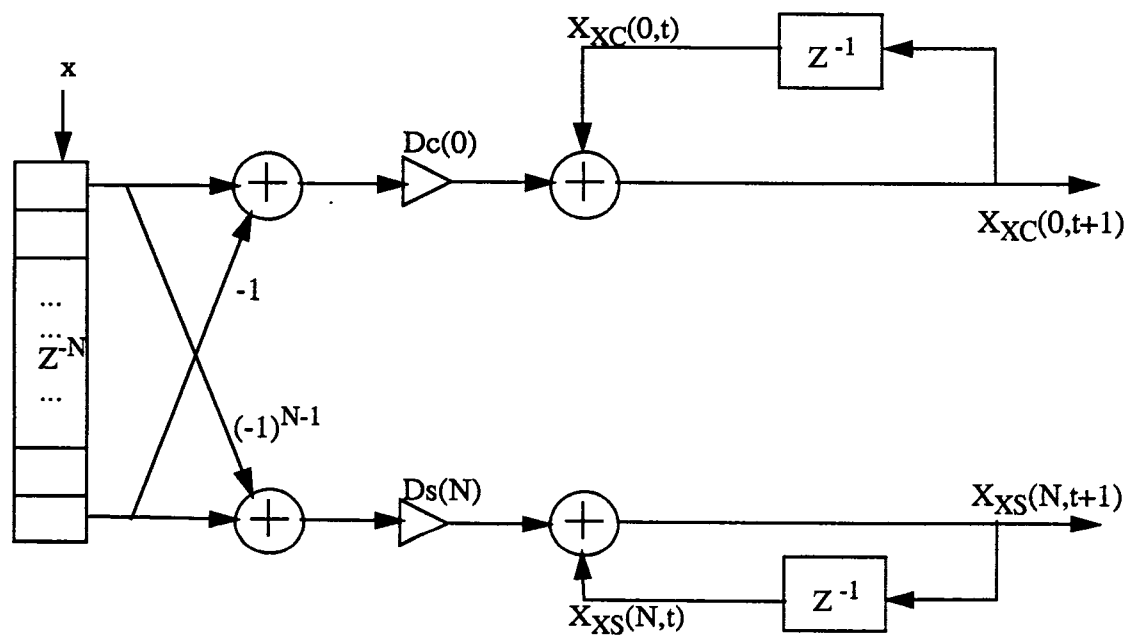 X_XC(0,t)
Z^-1
x
Dc(0)
+
+
X_XC(0,t+1)
-1
...
...
Z^-N
...
(-1)^N-1
Ds(N)
X_XS(N,t+1)
+
+
X_XS(N,t)
Z^-1